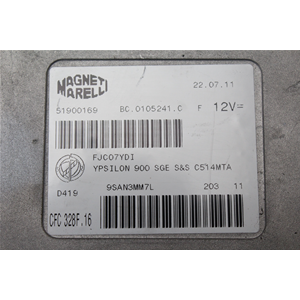 MAGNETI
MARELLI
22.07.11
51900169 BC.0105241.C F 12V=
FJC07YDI
YPSILON 900 SGE S&S C514MTA
D419 9SAN3MM7L 203 11
CFC 328F.16